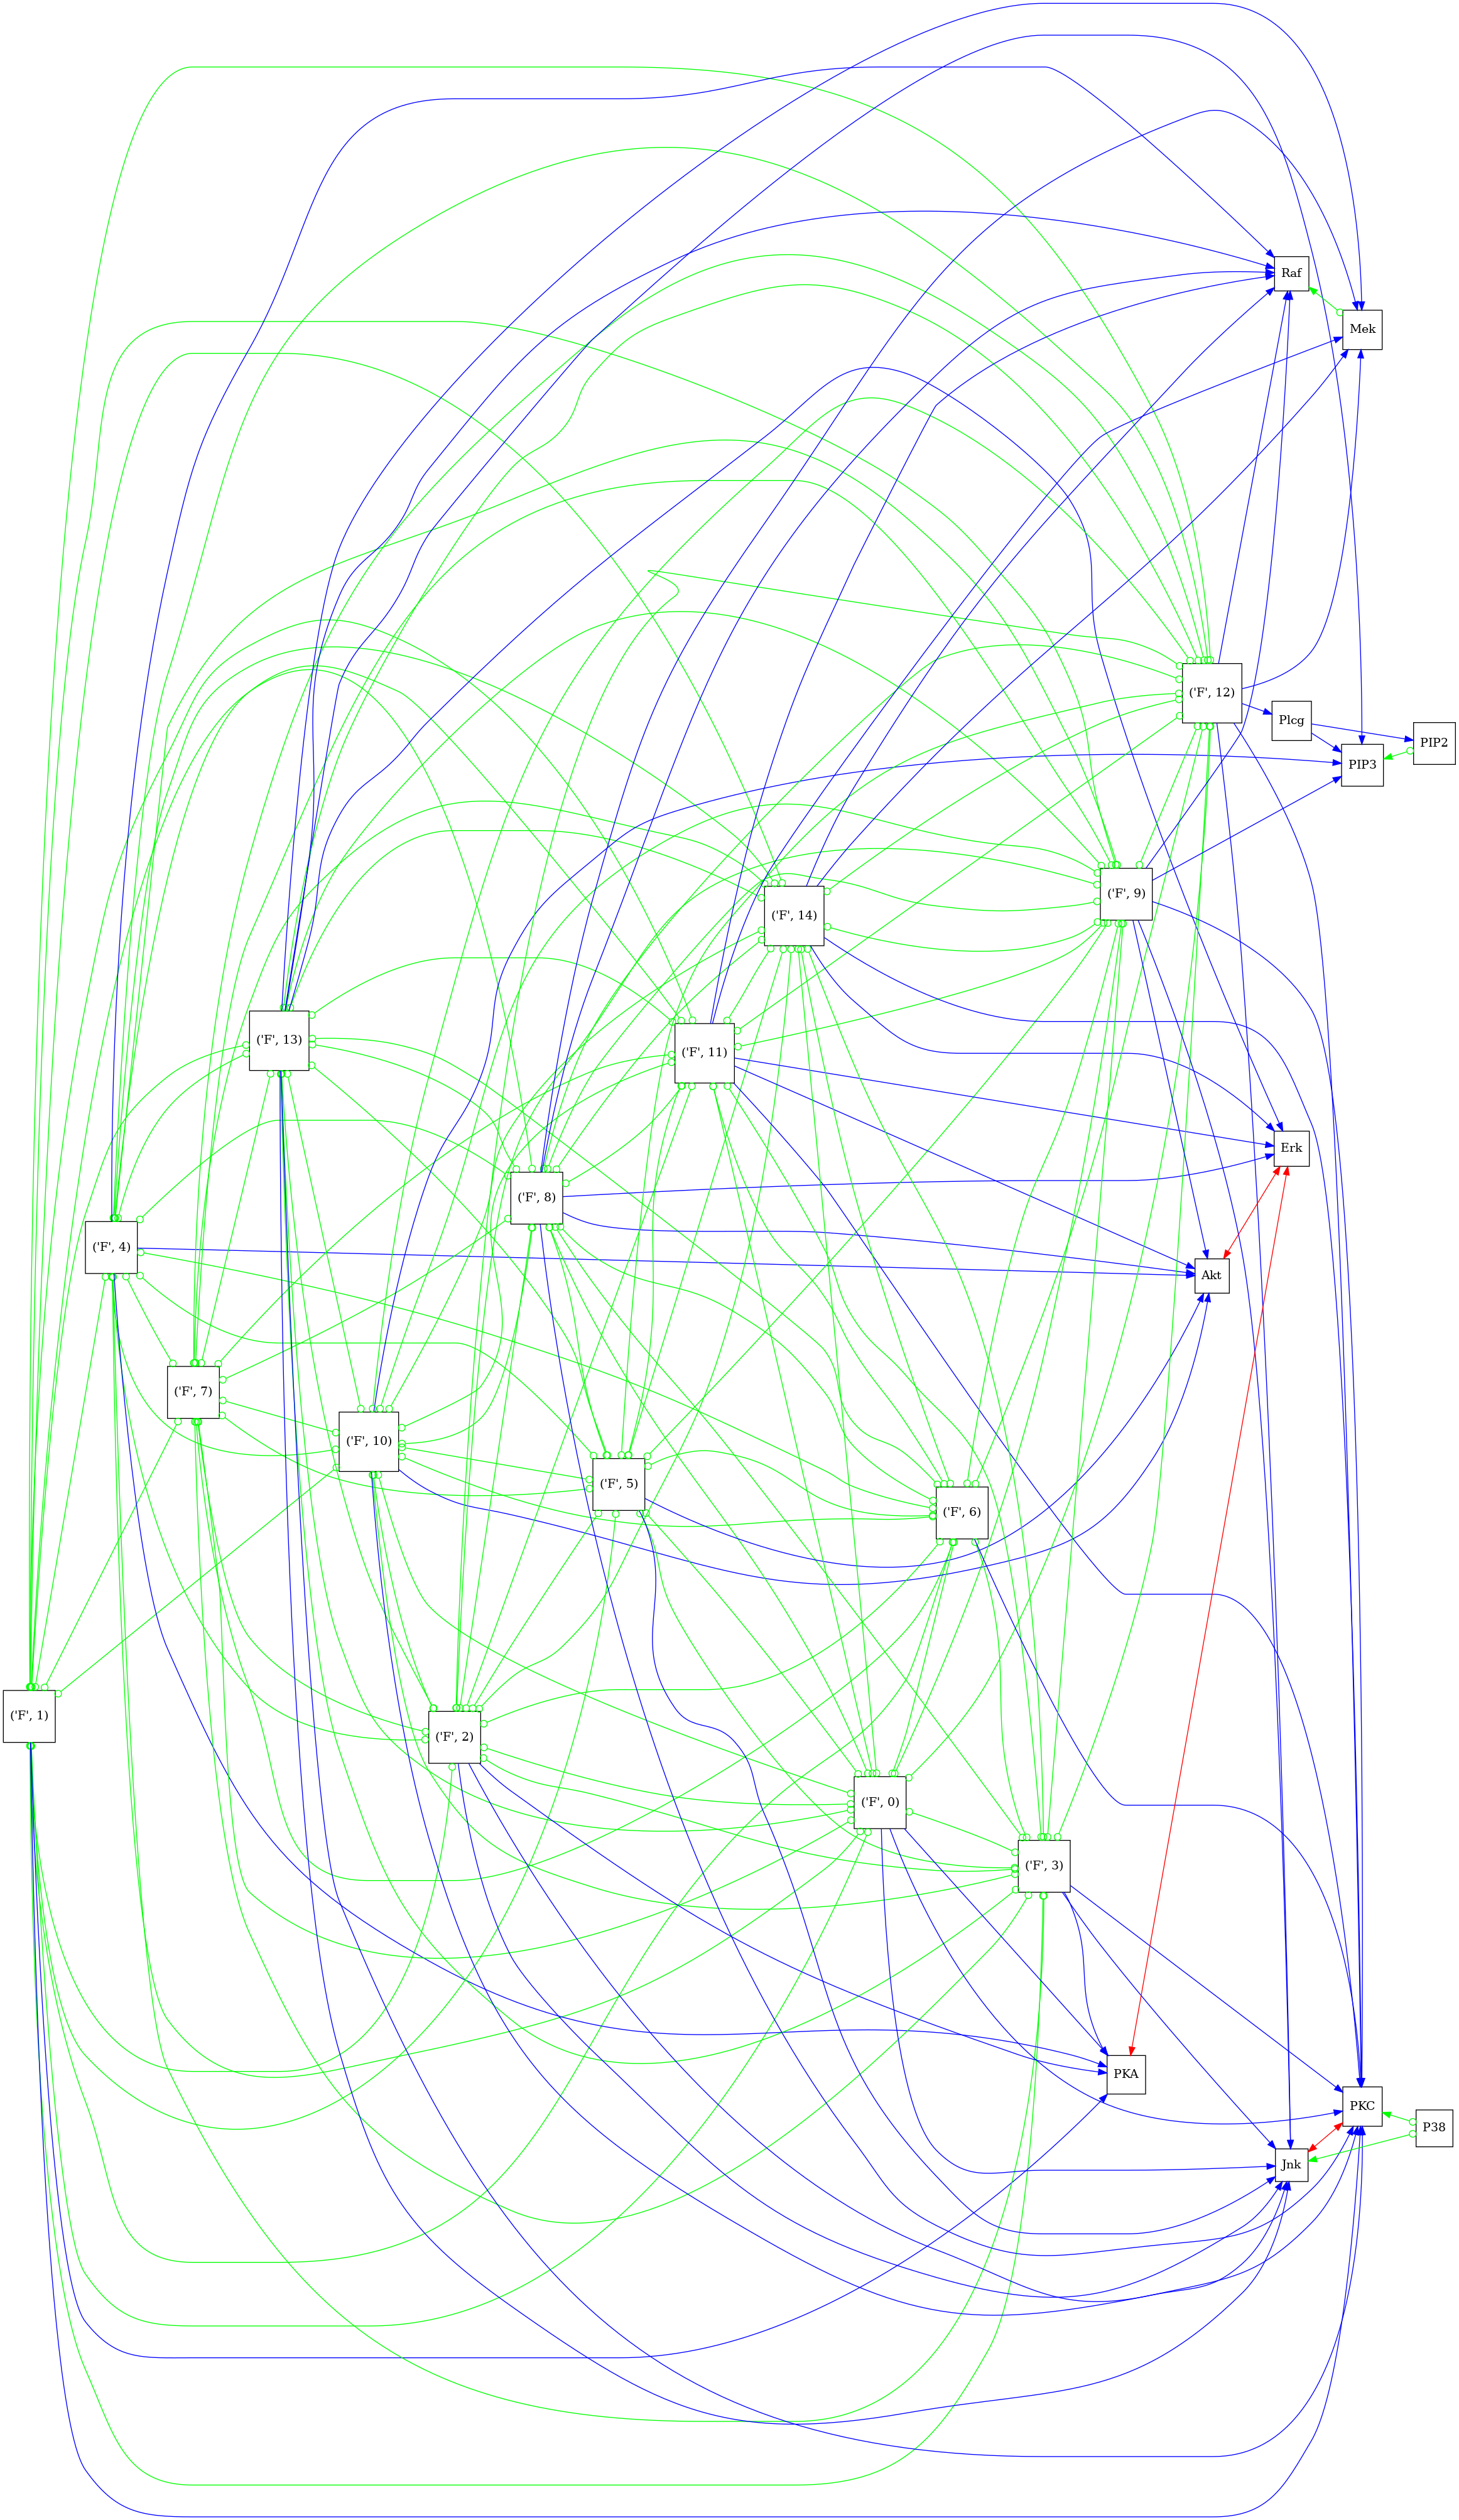 Raf
Mek
('F', 12)
Plcg
PIP2
PIP3
('F', 9)
('F', 14)
('F', 13)
('F', 11)
Erk
('F', 8)
('F', 4)
Akt
('F', 7)
('F', 10)
('F', 5)
('F', 6)
('F', 1)
('F', 2)
('F', 0)
('F', 3)
PKA
PKC
P38
Jnk